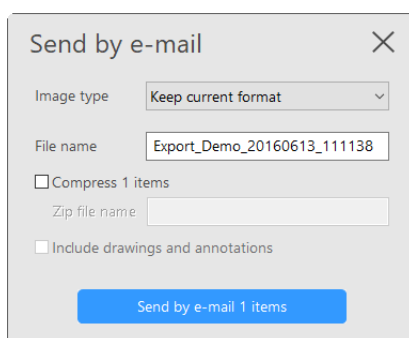 Send by e-mail
Image type Keep current format
File name Export_Demo_20160613_111138
Compress 1 items
Zip file name
Include drawings and annotations
Send by e-mail 1 items